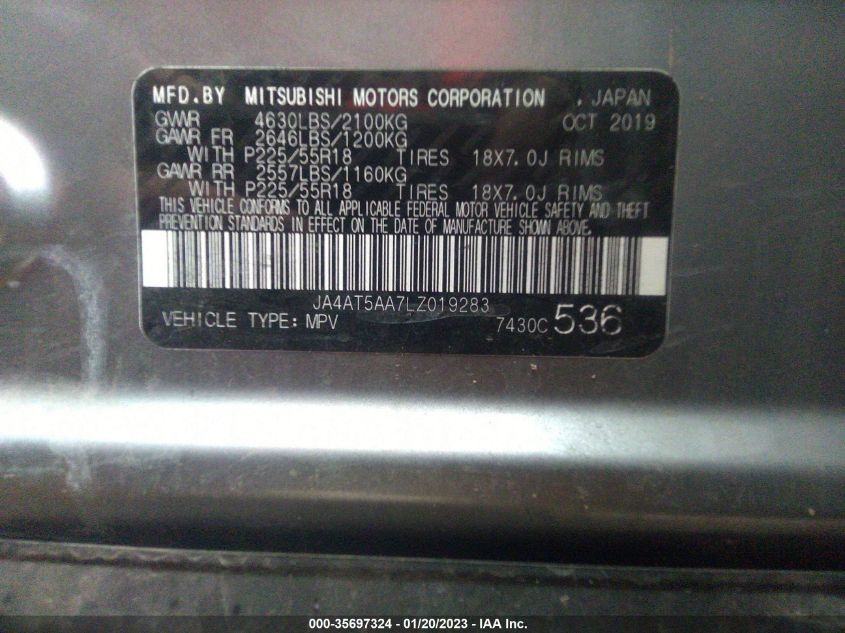 MFD.BY MITSUBISHI MOTORS CORPORATION , JAPAN
GVWR 4630LBS/2100KG OCT 2019
GAWR FR 2646LBS/1200KG
WITH P225/55R18 TIRES 18X7.0J RIMS
GAWR RR 2557LBS/1160KG
WITH P225/55R18 TIRES 18X7.0J RIMS
THIS VEHICLE CONFORMS TO ALL APPLICABLE FEDERAL MOTOR VEHICLE SAFETY AND THEFT
PREVENTION STANDARDS IN EFFECT ON THE DATE OF MANUFACTURE SHOWN ABOVE.
JA4AT5AA7LZ019283
VEHICLE TYPE: MPV 7430C 536
000-35697324 - 01/20/2023 - IAA Inc.